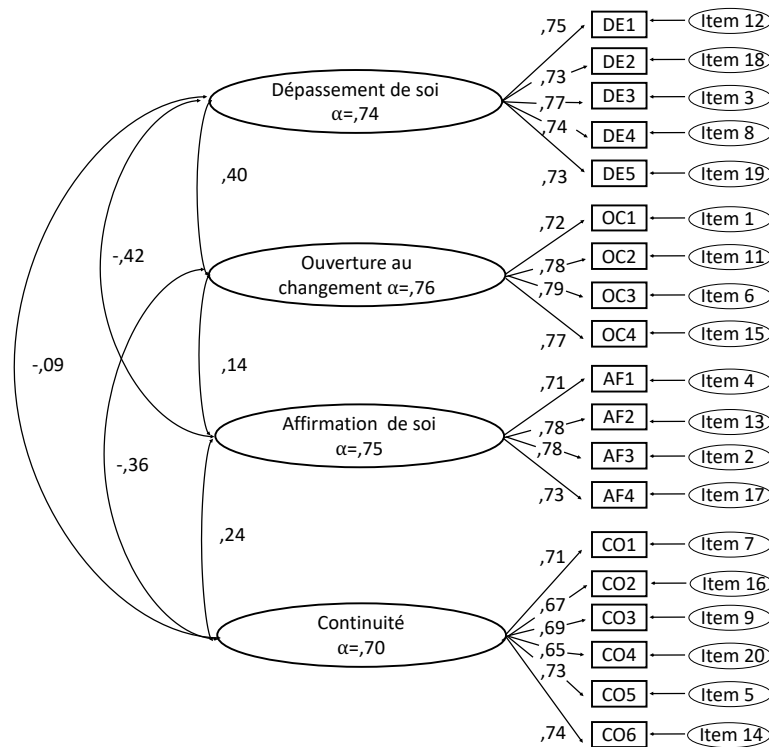 ,75
DE1
Item 12
,73
DE2
Item 18
Dépassement de soi
α=,74
,77
DE3
Item 3
,74
DE4
Item 8
,73
DE5
Item 19
,40
,72
OC1
Item 1
-,42
Ouverture au
changement α=,76
,78
OC2
Item 11
,79
OC3
Item 6
,77
OC4
Item 15
-,09
,14
,71
AF1
Item 4
Affirmation de soi
α=,75
,78
AF2
Item 13
,78
AF3
Item 2
-,36
,73
AF4
Item 17
,24
,71
CO1
Item 7
,67
CO2
Item 16
Continuité
α=,70
,69
CO3
Item 9
,65
CO4
Item 20
,73
CO5
Item 5
,74
CO6
Item 14